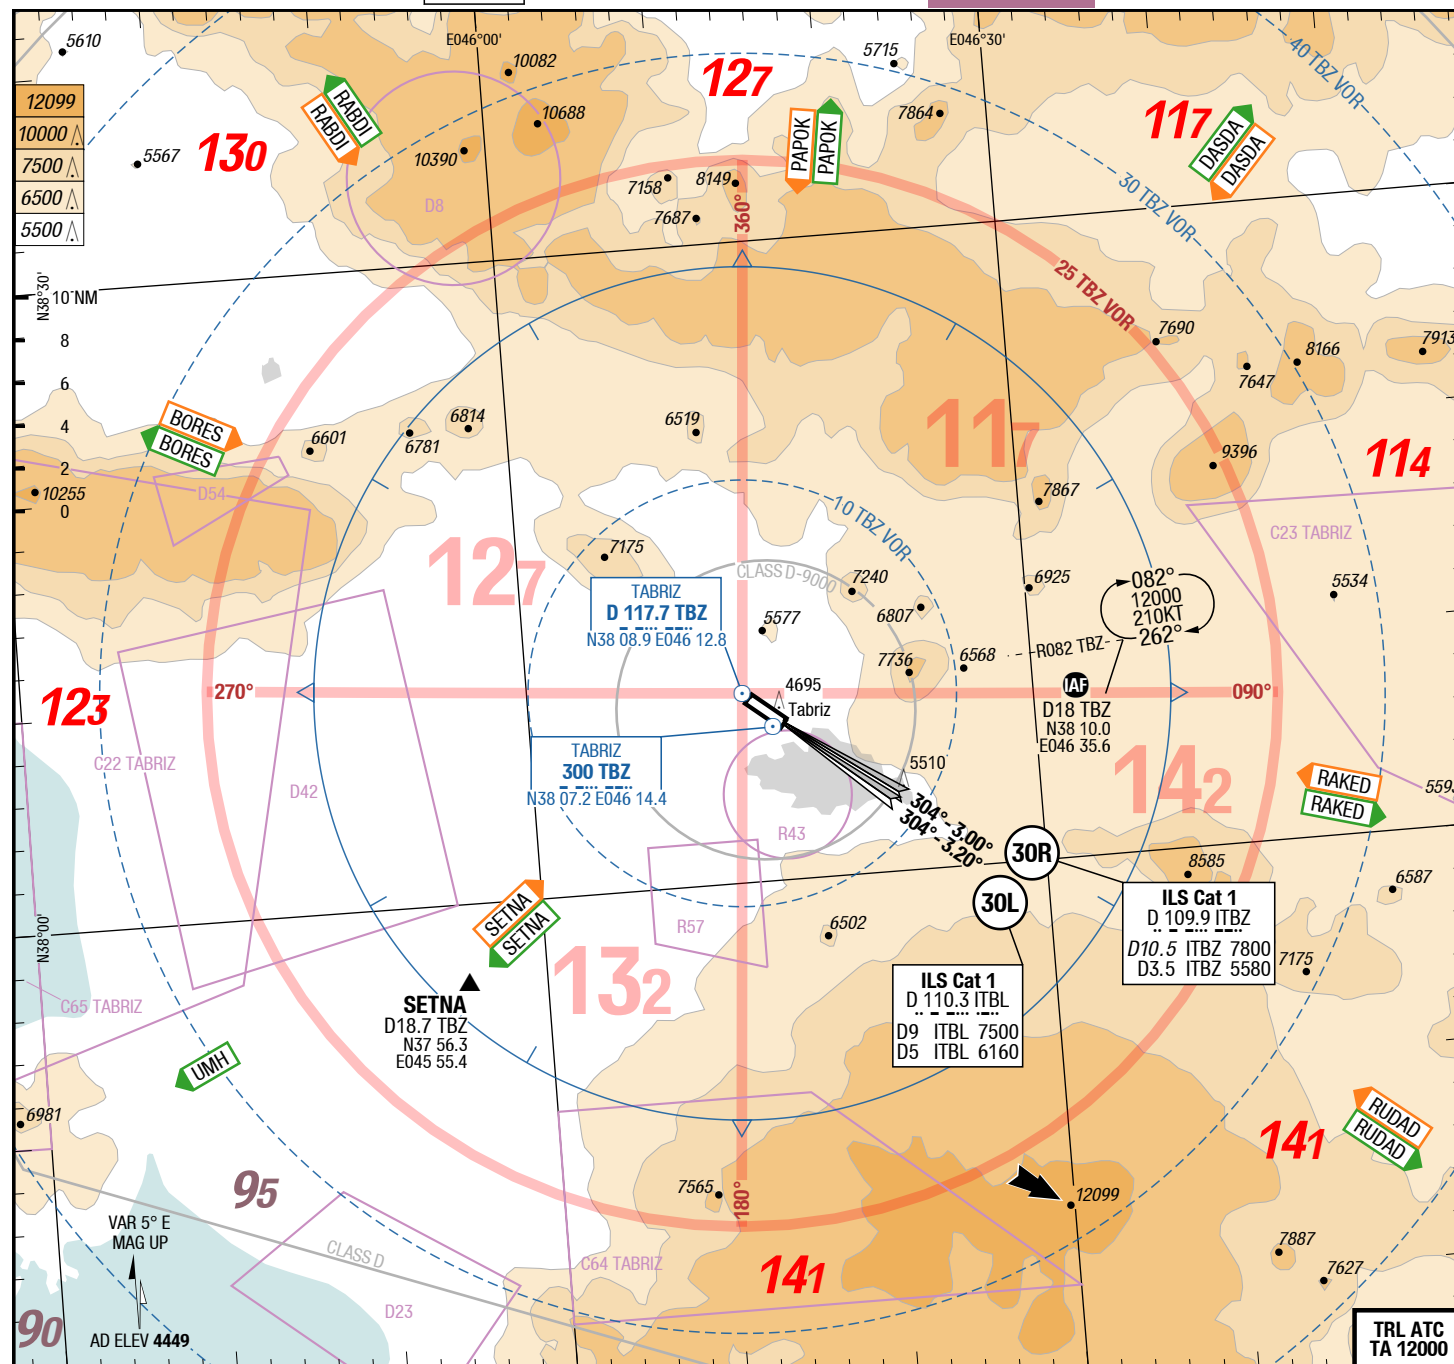 5610
E046°00'
10082
127
5715
E046°30'
40 TBZ VOR
12099
10000
7500
6500
5500
RABDI
RABDI
130
10688
10390
5567
D8
7158
8149
7687
360°
PAPOK
PAPOK
7864
117
DASDA
DASDA
30 TBZ VOR
N38°30'
10 NM
8
6
4
2
0
25 TBZ VOR
7690
8166
7913
7647
BORES
BORES
6601
6781
6814
6519
117
9396
114
10255
D54
7867
10 TBZ VOR
C23 TABRIZ
127
7175
CLASS D-9000
7240
6925
082°
12000
210KT
262°
5534
TABRIZ
D 117.7 TBZ
N38 08.9 E046 12.8
5577
6807
7736
6568
R082 TBZ
123
270°
4695
Tabriz
IAF
D18 TBZ
N38 10.0
E046 35.6
090°
C22 TABRIZ
D42
TABRIZ
300 TBZ
N38 07.2 E046 14.4
5510
142
RAKED
RAKED
559
R43
304°-3.00°
304°-3.20°
30R
30L
8585
6587
ILS Cat 1
D 109.9 ITBZ
D10.5 ITBZ 7800
D3.5 ITBZ 5580
7175
SETNA
SETNA
R57
6502
N38°00'
C65 TABRIZ
SETNA
D18.7 TBZ
N37 56.3
E045 55.4
132
ILS Cat 1
D 110.3 ITBL
D9 ITBL 7500
D5 ITBL 6160
UMH
6981
RUDAD
RUDAD
141
95
7565
180°
12099
VAR 5° E
MAG UP
CLASS D
C64 TABRIZ
141
7887
7627
D23
90
AD ELEV 4449
TRL ATC
TA 12000